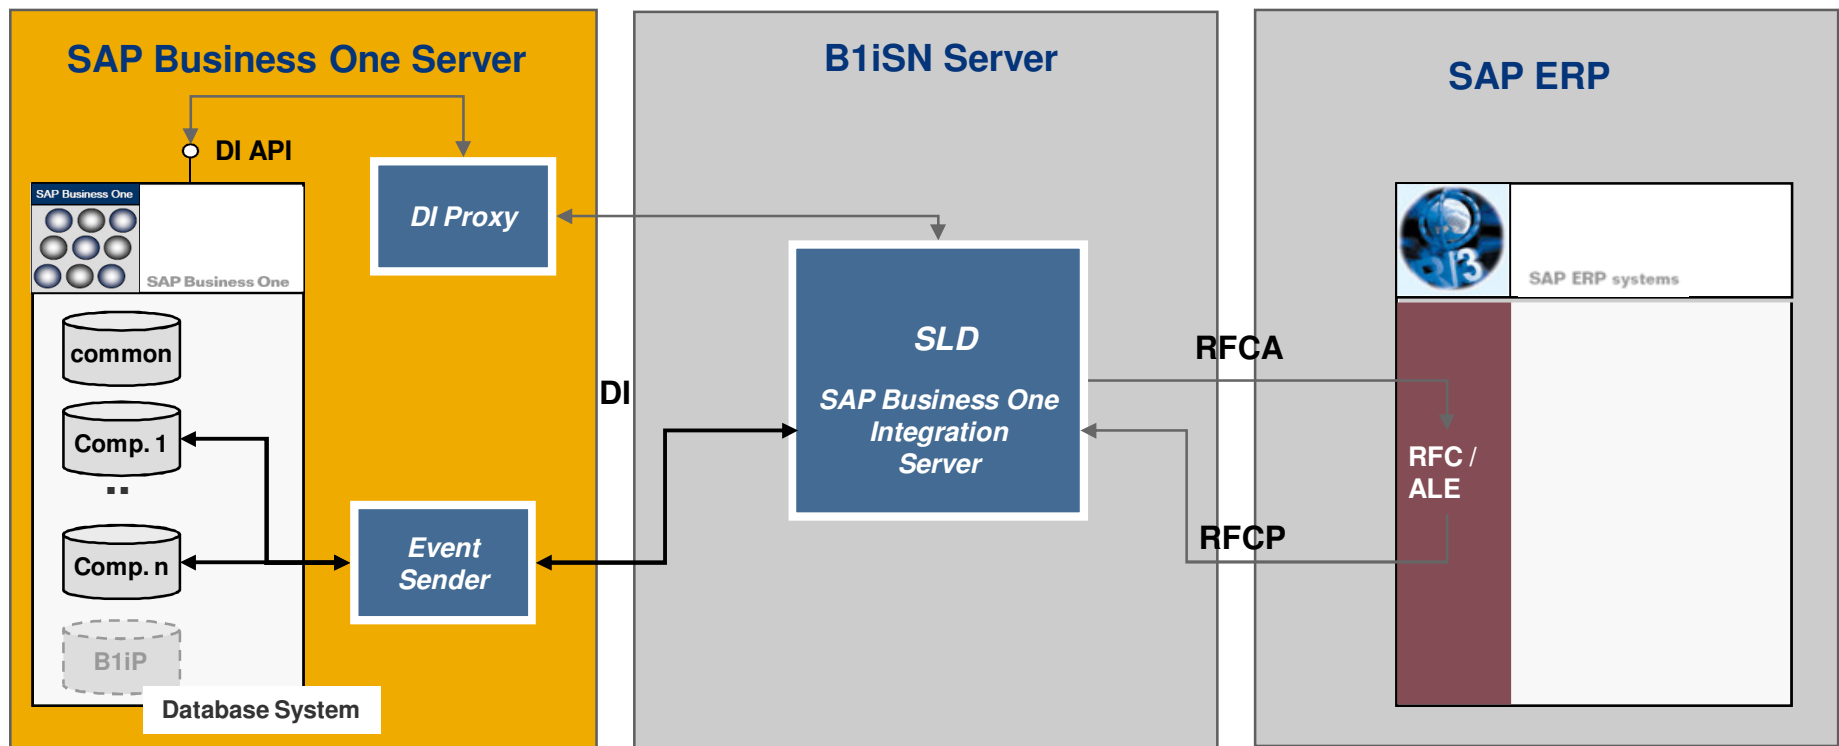 SAP Business One Server
B1iSN Server
SAP ERP
DI API
SAP Business One
DI Proxy
SAP Business One
SAP ERP systems
R/3
common
SLD
SAP Business One
Integration
Server
RFCA
DI
Comp. 1
..
RFC /
ALE
Event
Sender
RFCP
Comp. n
B1iP
Database System